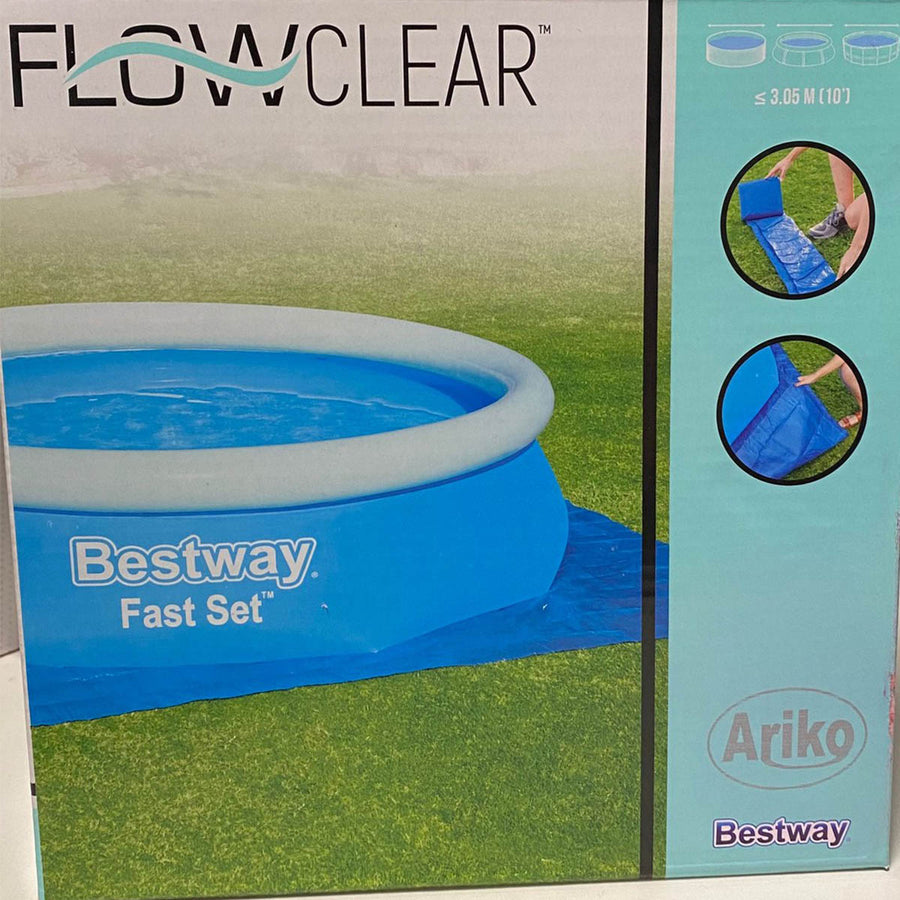 FLOWCLEAR™
≤ 3.05 M (10')
Bestway®
Fast Set™
Ariko
Bestway®